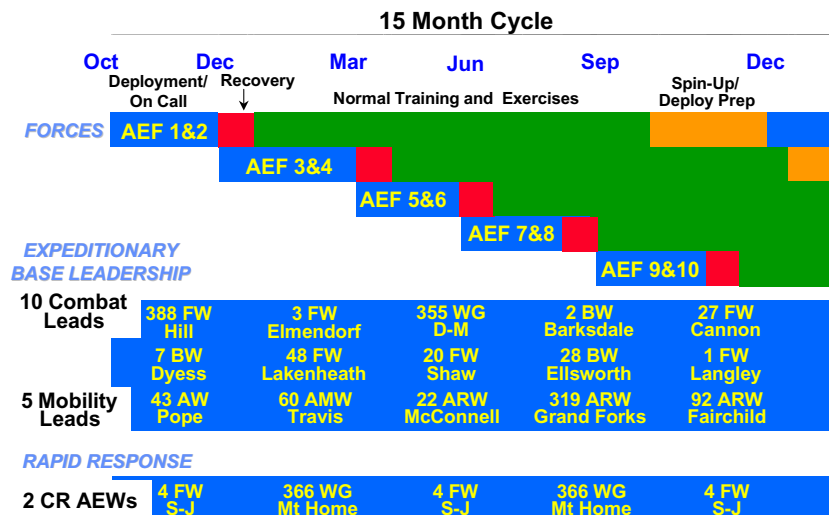 15 Month Cycle
Oct Dec Mar Jun Sep Dec
Deployment/
On Call
Recovery
Normal Training and Exercises
Spin-Up/
Deploy Prep
FORCES
AEF 1&2
AEF 3&4
AEF 5&6
AEF 7&8
AEF 9&10
EXPEDITIONARY
BASE LEADERSHIP
10 Combat
Leads
388 FW 3 FW 355 WG 2 BW 27 FW
Hill Elmendorf D-M Barksdale Cannon
7 BW 48 FW 20 FW 28 BW 1 FW
Dyess Lakenheath Shaw Ellsworth Langley
5 Mobility
Leads
43 AW 60 AMW 22 ARW 319 ARW 92 ARW
Pope Travis McConnell Grand Forks Fairchild
RAPID RESPONSE
2 CR AEWs
4 FW 366 WG 4 FW 366 WG 4 FW
S-J Mt Home S-J Mt Home S-J